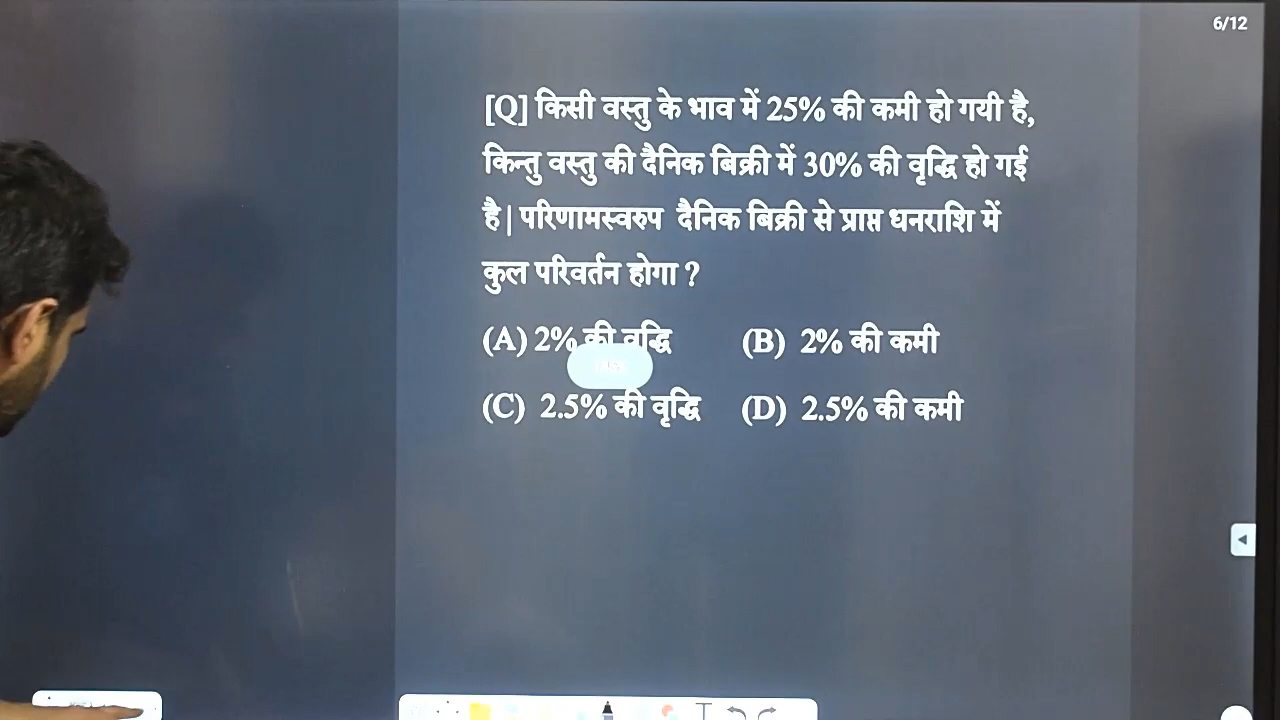 6/12
[Q] किसी वस्तु के भाव में 25% की कमी हो गयी है,
किन्तु वस्तु की दैनिक बिक्री में 30% की वृद्धि हो गई
है | परिणामस्वरुप दैनिक बिक्री से प्राप्त धनराशि में
कुल परिवर्तन होगा ?
(A) 2% की वृद्धि (B) 2% की कमी
(C) 2.5% की वृद्धि (D) 2.5% की कमी